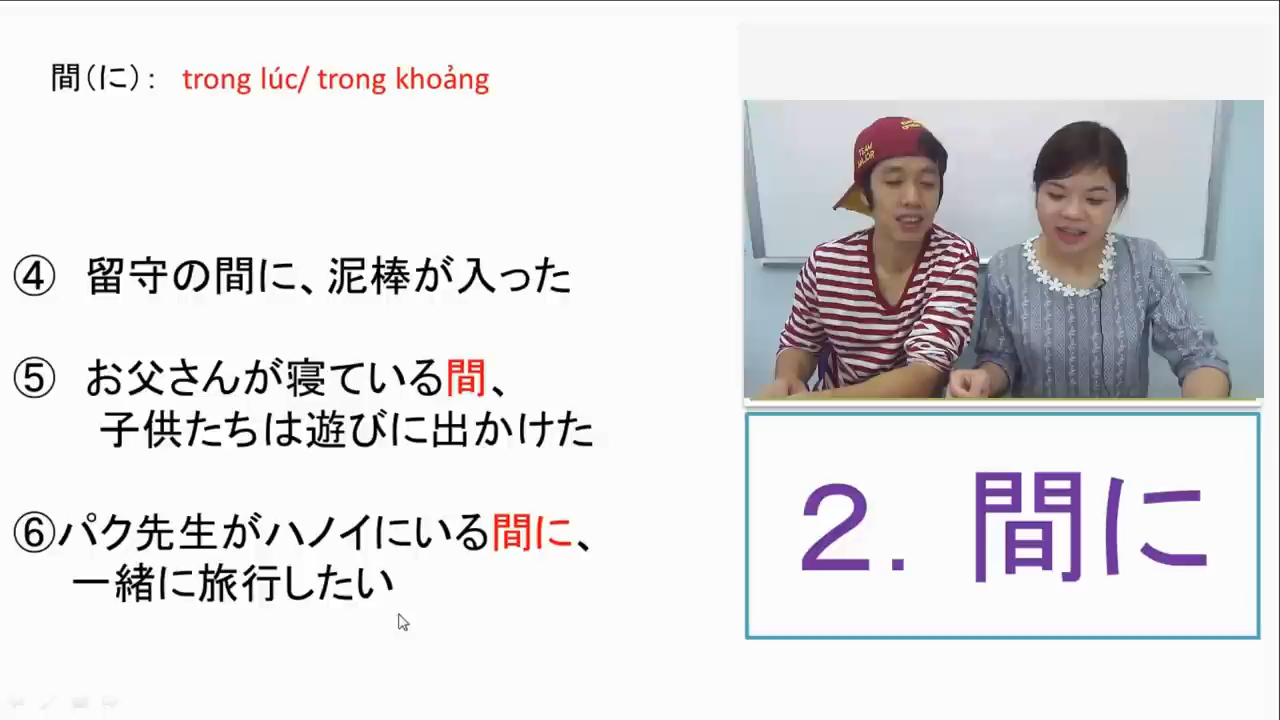 間（に）： trong lúc/ trong khoảng
④ 留守の間に、泥棒が入った
⑤ お父さんが寝ている間、
子供たちは遊びに出かけた
⑥パク先生がハノイにいる間に、
一緒に旅行したい
TEAM
MAJOR
2. 間に